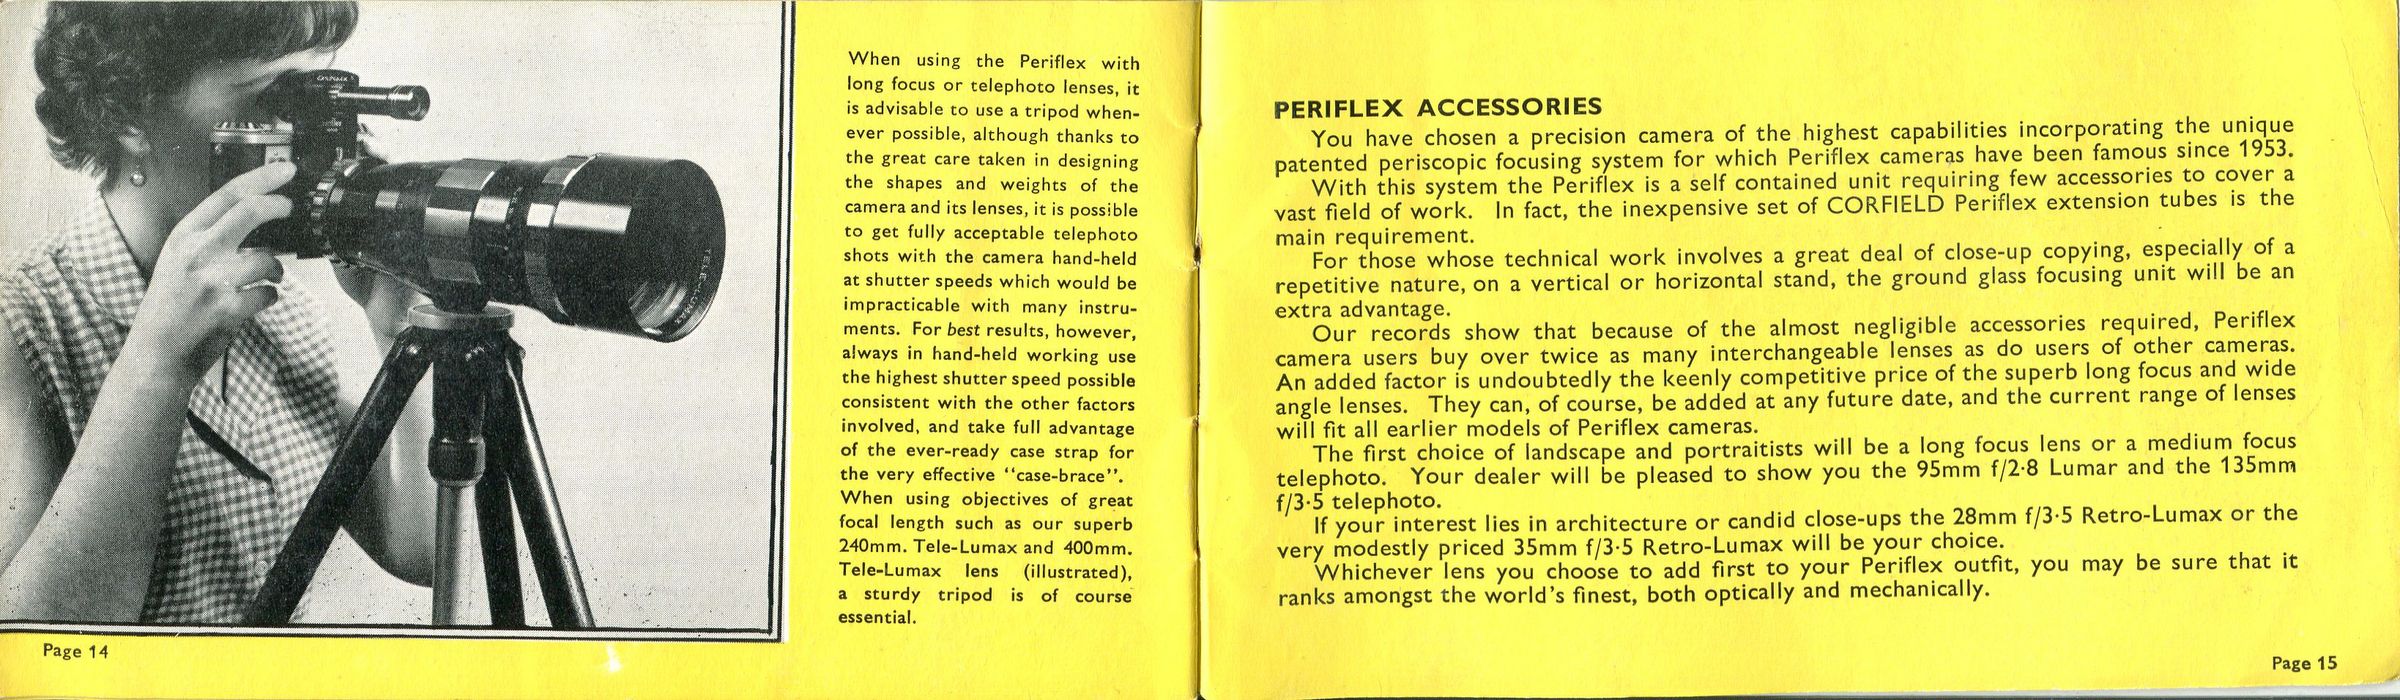 CORFIELD
TELE-LUMAX
Page 14
When using the Periflex with
long focus or telephoto lenses, it
is advisable to use a tripod when-
ever possible, although thanks to
the great care taken in designing
the shapes and weights of the
camera and its lenses, it is possible
to get fully acceptable telephoto
shots with the camera hand-held
at shutter speeds which would be
impracticable with many instru-
ments. For best results, however,
always in hand-held working use
the highest shutter speed possible
consistent with the other factors
involved, and take full advantage
of the ever-ready case strap for
the very effective "case-brace".
When using objectives of great
focal length such as our superb
240mm. Tele-Lumax and 400mm.
Tele-Lumax lens (illustrated),
a sturdy tripod is of course
essential.
PERIFLEX ACCESSORIES
You have chosen a precision camera of the highest capabilities incorporating the unique
patented periscopic focusing system for which Periflex cameras have been famous since 1953.
With this system the Periflex is a self contained unit requiring few accessories to cover a
vast field of work. In fact, the inexpensive set of CORFIELD Periflex extension tubes is the
main requirement.
For those whose technical work involves a great deal of close-up copying, especially of a
repetitive nature, on a vertical or horizontal stand, the ground glass focusing unit will be an
extra advantage.
Our records show that because of the almost negligible accessories required, Periflex
camera users buy over twice as many interchangeable lenses as do users of other cameras.
An added factor is undoubtedly the keenly competitive price of the superb long focus and wide
angle lenses. They can, of course, be added at any future date, and the current range of lenses
will fit all earlier models of Periflex cameras.
The first choice of landscape and portraitists will be a long focus lens or a medium focus
telephoto. Your dealer will be pleased to show you the 95mm f/2·8 Lumar and the 135mm
f/3·5 telephoto.
If your interest lies in architecture or candid close-ups the 28mm f/3·5 Retro-Lumax or the
very modestly priced 35mm f/3·5 Retro-Lumax will be your choice.
Whichever lens you choose to add first to your Periflex outfit, you may be sure that it
ranks amongst the world's finest, both optically and mechanically.
Page 15